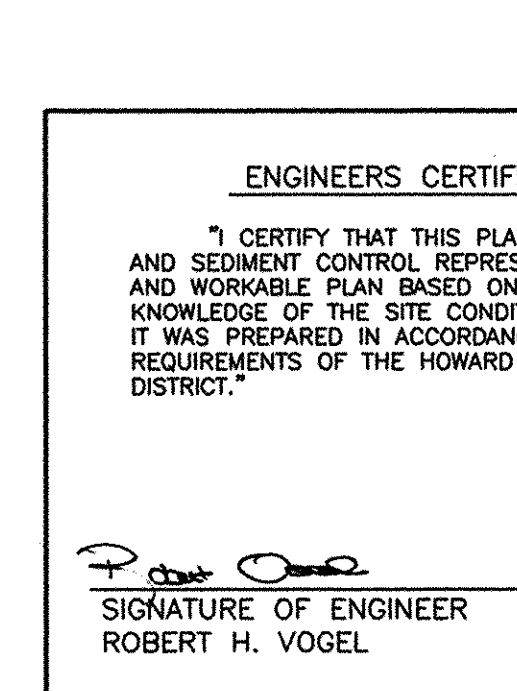 ENGINEERS CERTIF
"I CERTIFY THAT THIS PLA
AND SEDIMENT CONTROL REPRES
AND WORKABLE PLAN BASED ON
KNOWLEDGE OF THE SITE CONDI
IT WAS PREPARED IN ACCORDAN
REQUIREMENTS OF THE HOWARD
DISTRICT."
SIGNATURE OF ENGINEER
ROBERT H. VOGEL